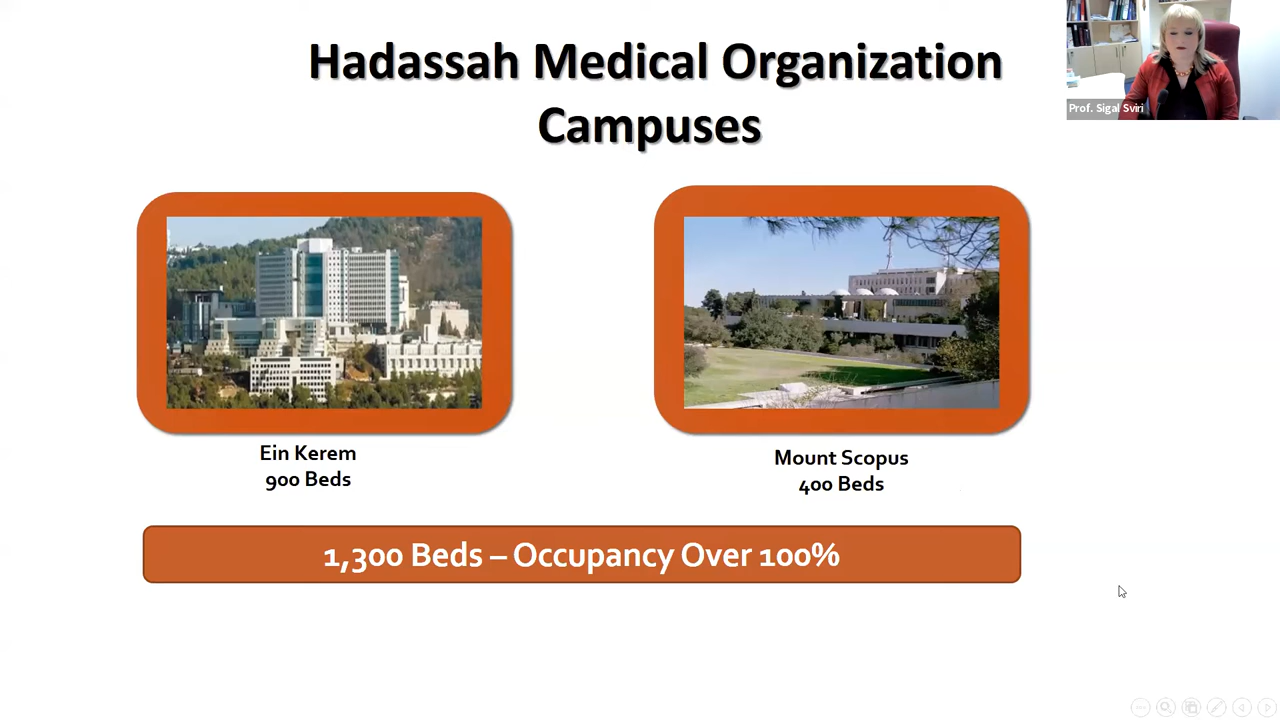 Hadassah Medical Organization
Campuses
Prof. Sigal Sviri
Ein Kerem
900 Beds
Mount Scopus
400 Beds
1,300 Beds – Occupancy Over 100%